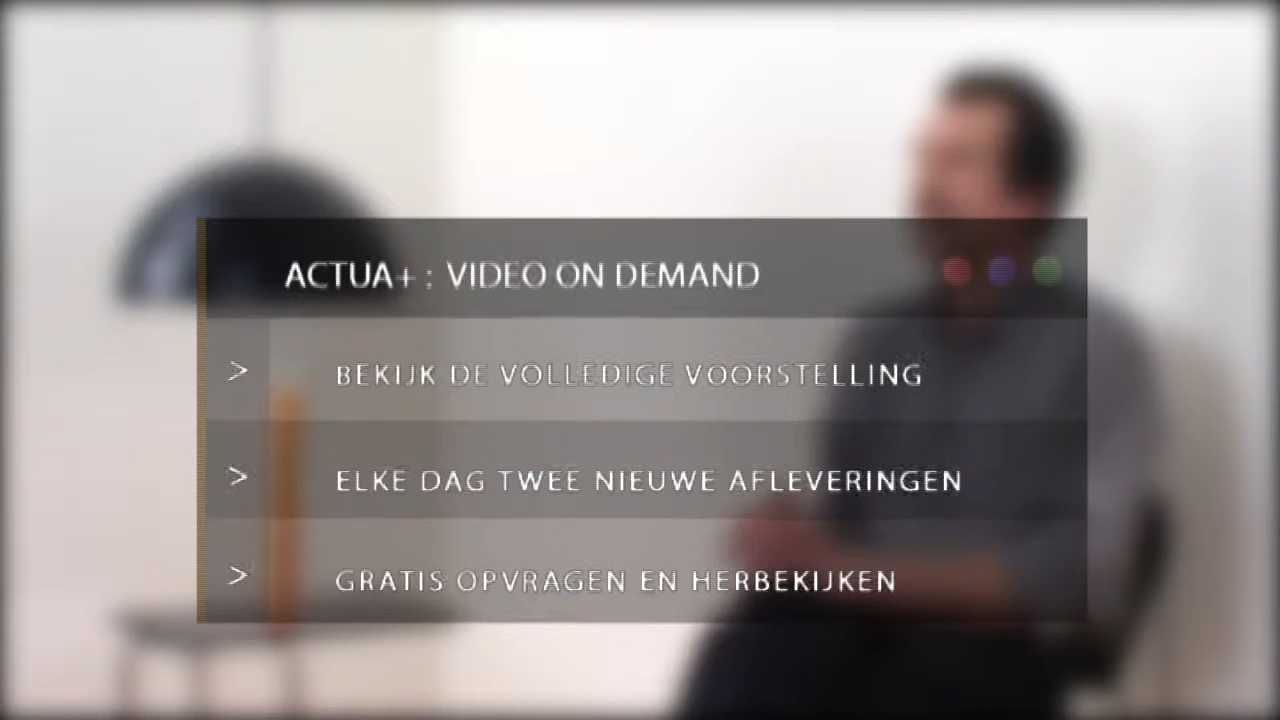 ACTUA+ : VIDEO ON DEMAND
> BEKIJK DE VOLLEDIGE VOORSTELLING
> ELKE DAG TWEE NIEUWE AFLEVERINGEN
> GRATIS OPVRAGEN EN HERBEKIJKEN